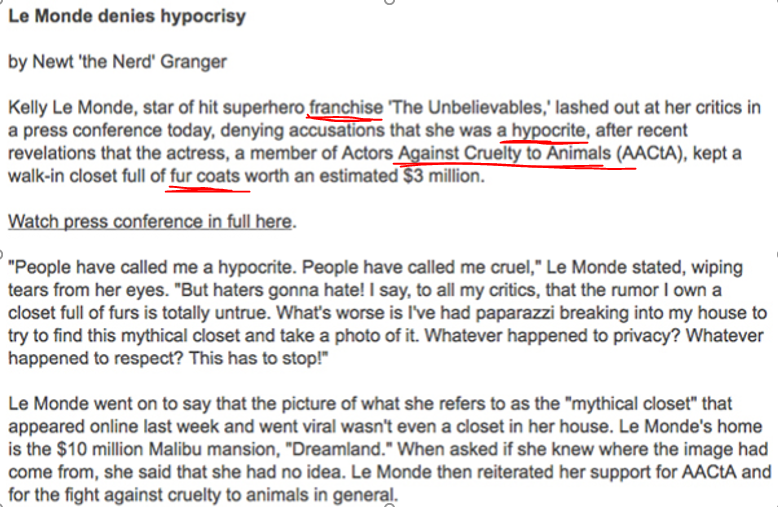 Le Monde denies hypocrisy
by Newt 'the Nerd' Granger
Kelly Le Monde, star of hit superhero franchise 'The Unbelievables,' lashed out at her critics in
a press conference today, denying accusations that she was a hypocrite, after recent
revelations that the actress, a member of Actors Against Cruelty to Animals (AACtA), kept a
walk-in closet full of fur coats worth an estimated $3 million.
Watch press conference in full here.
"People have called me a hypocrite. People have called me cruel," Le Monde stated, wiping
tears from her eyes. "But haters gonna hate! I say, to all my critics, that the rumor I own a
closet full of furs is totally untrue. What's worse is I've had paparazzi breaking into my house to
try to find this mythical closet and take a photo of it. Whatever happened to privacy? Whatever
happened to respect? This has to stop!"
Le Monde went on to say that the picture of what she refers to as the "mythical closet" that
appeared online last week and went viral wasn't even a closet in her house. Le Monde's home
is the $10 million Malibu mansion, "Dreamland." When asked if she knew where the image had
come from, she said that she had no idea. Le Monde then reiterated her support for AACtA and
for the fight against cruelty to animals in general.